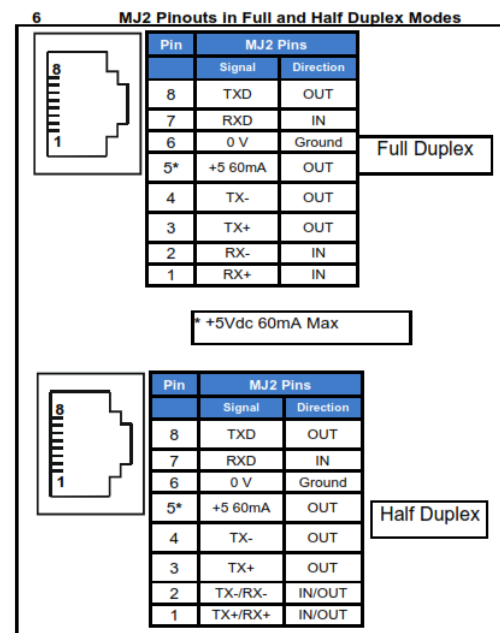 6 MJ2 Pinouts in Full and Half Duplex Modes
8
1
Pin MJ2 Pins
Signal Direction
8 TXD OUT
7 RXD IN
6 0 V Ground
5* +5 60mA OUT
4 TX- OUT
3 TX+ OUT
2 RX- IN
1 RX+ IN
Full Duplex
* +5Vdc 60mA Max
8
1
Pin MJ2 Pins
Signal Direction
8 TXD OUT
7 RXD IN
6 0 V Ground
5* +5 60mA OUT
4 TX- OUT
3 TX+ OUT
2 TX-/RX- IN/OUT
1 TX+/RX+ IN/OUT
Half Duplex